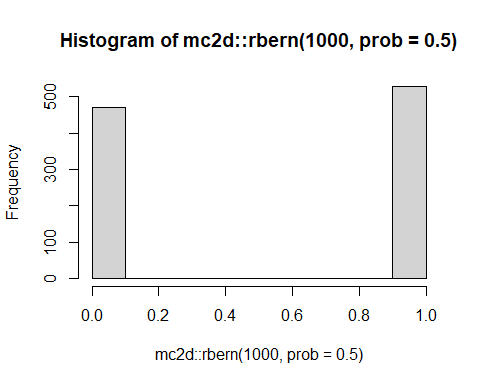 Histogram of mc2d::rbern(1000, prob = 0.5)
Frequency
500
300
100
0
0.0 0.2 0.4 0.6 0.8 1.0
mc2d::rbern(1000, prob = 0.5)